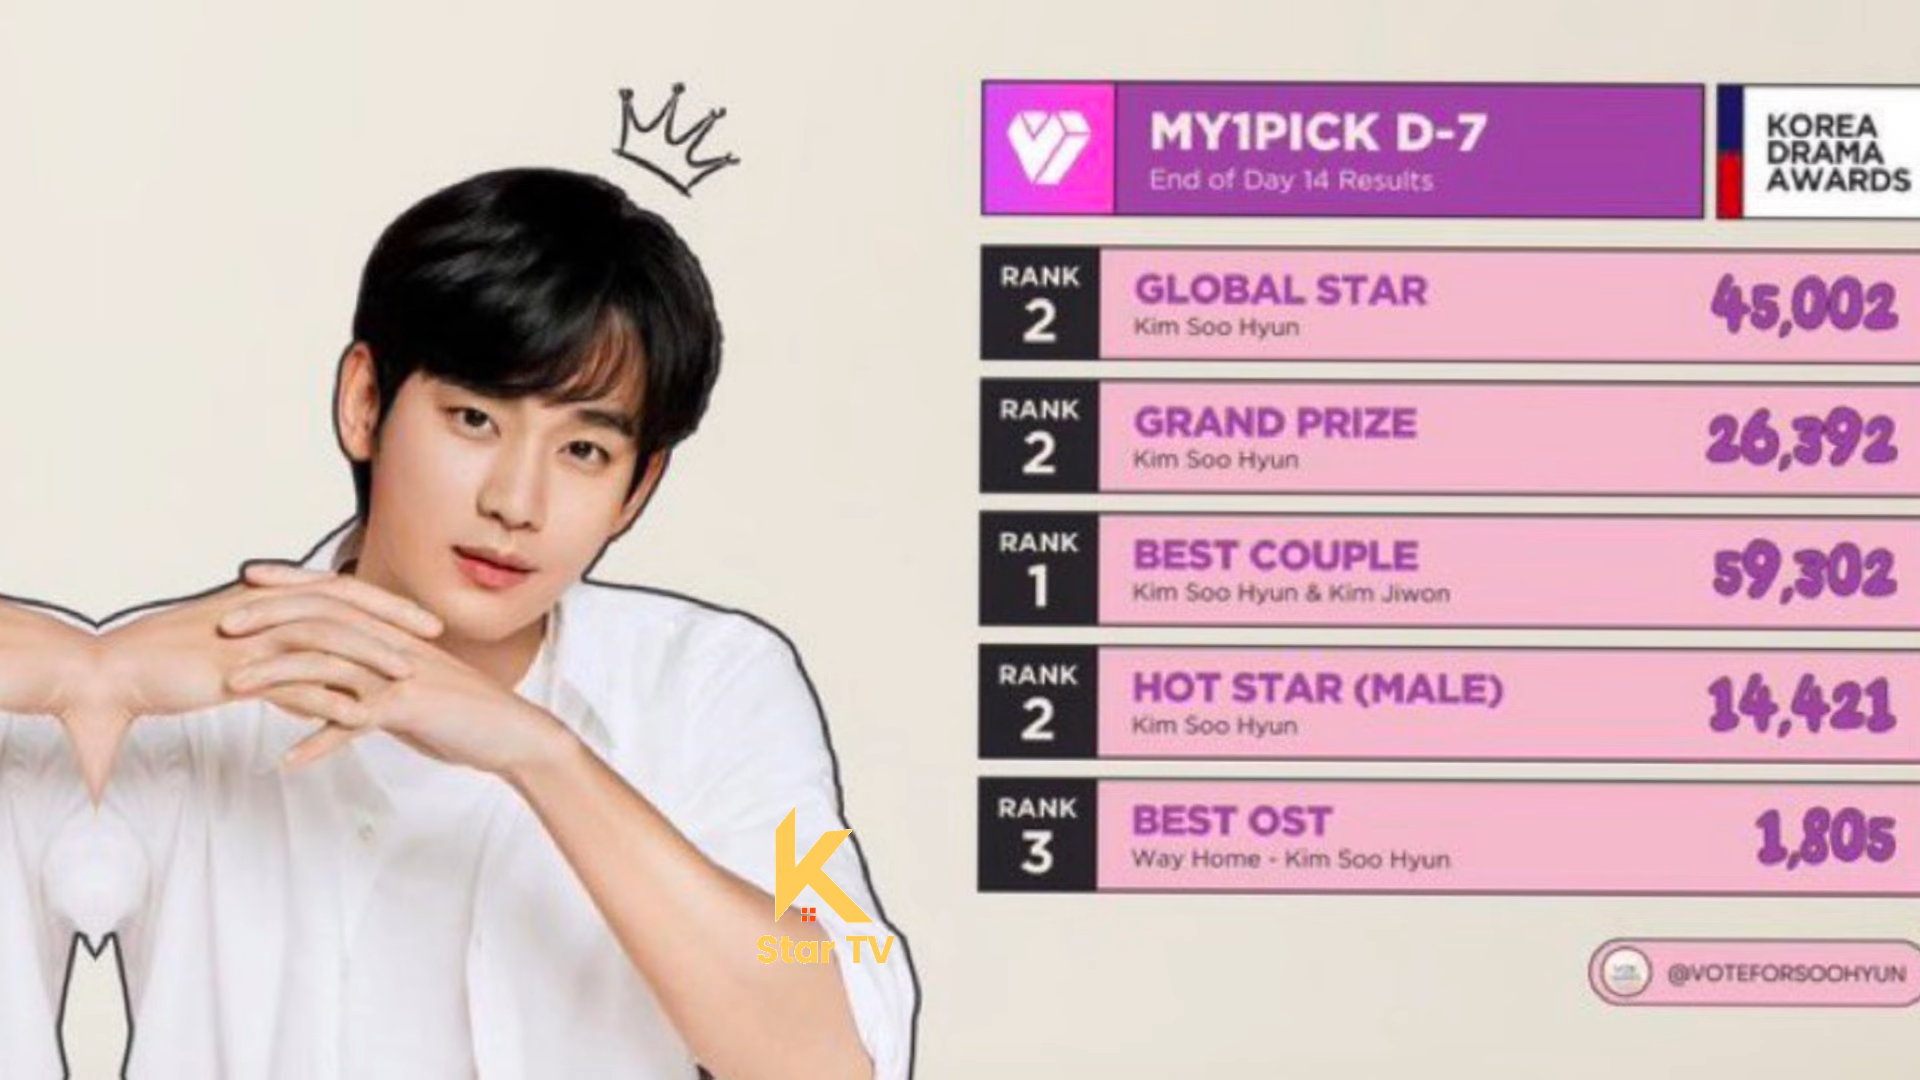 MY1PICK D-7
End of Day 14 Results
KOREA
DRAMA
AWARDS
RANK
2
GLOBAL STAR
Kim Soo Hyun
45,002
RANK
2
GRAND PRIZE
Kim Soo Hyun
26,392
RANK
1
BEST COUPLE
Kim Soo Hyun & Kim Jiwon
59,302
RANK
2
HOT STAR (MALE)
Kim Soo Hyun
14,421
RANK
3
BEST OST
Way Home - Kim Soo Hyun
1,805
K
Star TV
@VOTEFORSOOHYUN